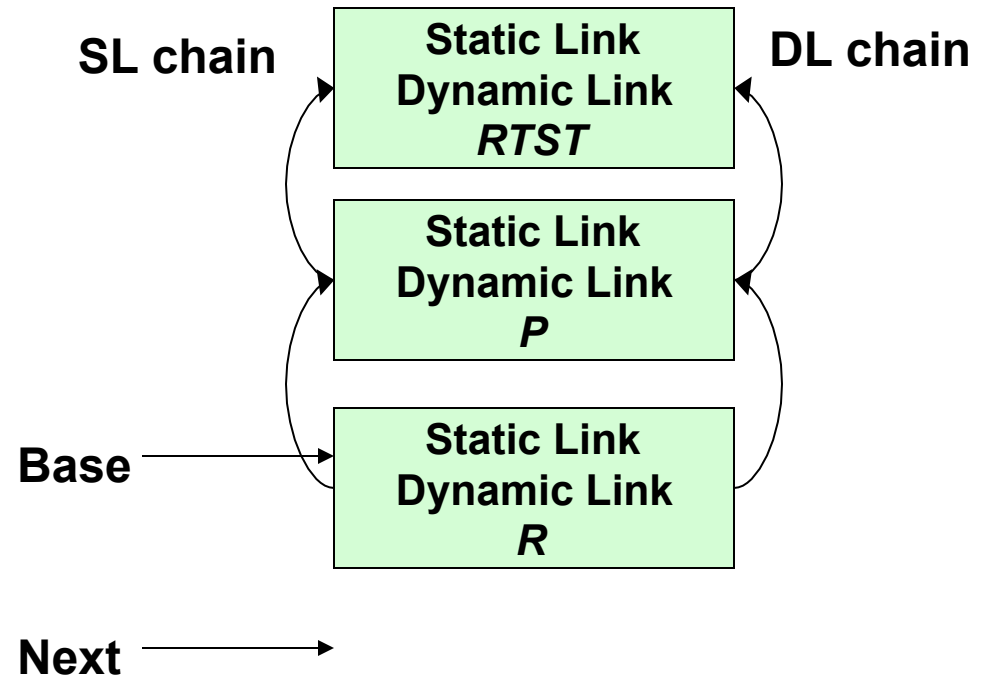 SL chain
DL chain
Static Link
Dynamic Link
RTST
Static Link
Dynamic Link
P
Base
Static Link
Dynamic Link
R
Next